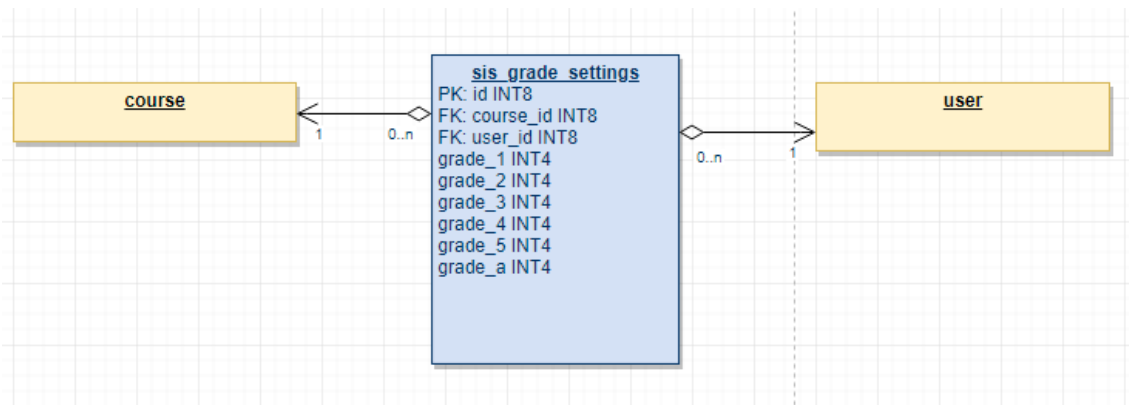 course
1
0..n
sis_grade_settings
PK: id INT8
FK: course_id INT8
FK: user_id INT8
grade_1 INT4
grade_2 INT4
grade_3 INT4
grade_4 INT4
grade_5 INT4
grade_a INT4
0..n
1
user